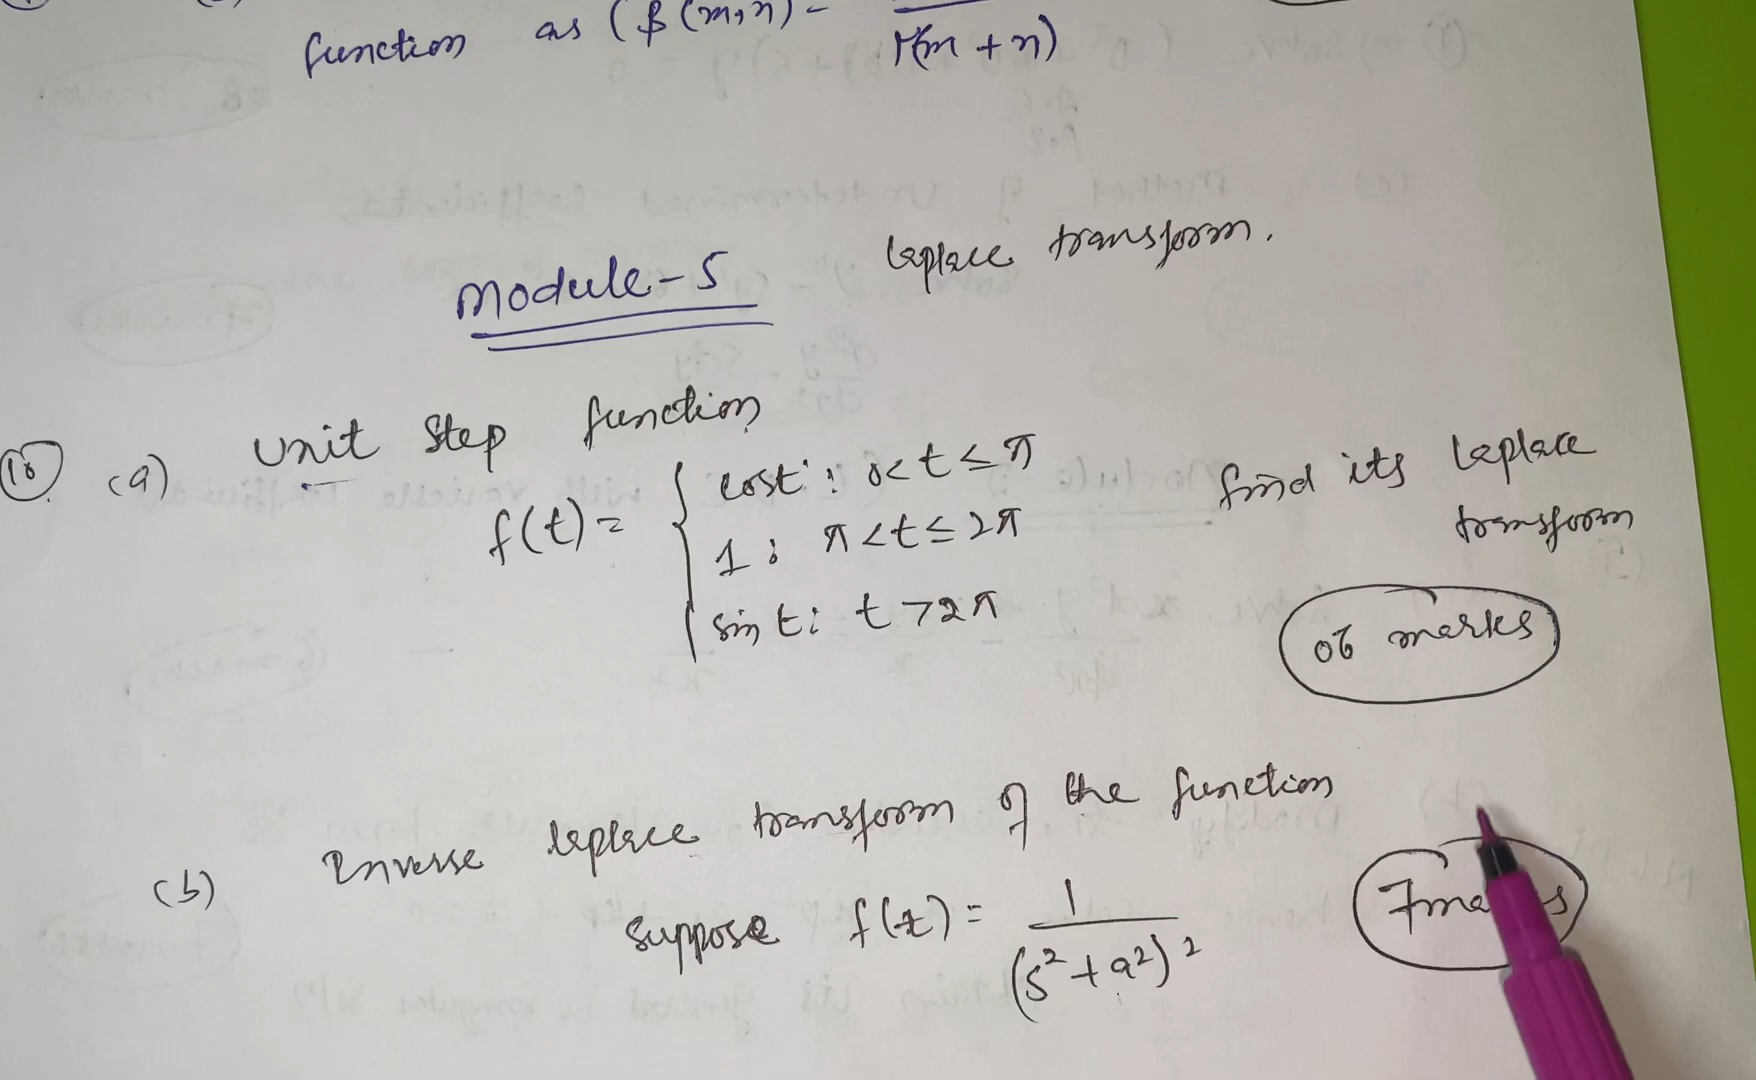 function as (β(m,n) =
Γ(m + n)
Module-5 laplace transform.
10 (a) unit step function
f(t) = { cost : 0<t≤π find its laplace transform
1 : π<t≤2π
sin t : t>2π
06 marks
(b) Inverse laplace transform of the function
suppose f(t) = 1/(s²+a²)² 7marks